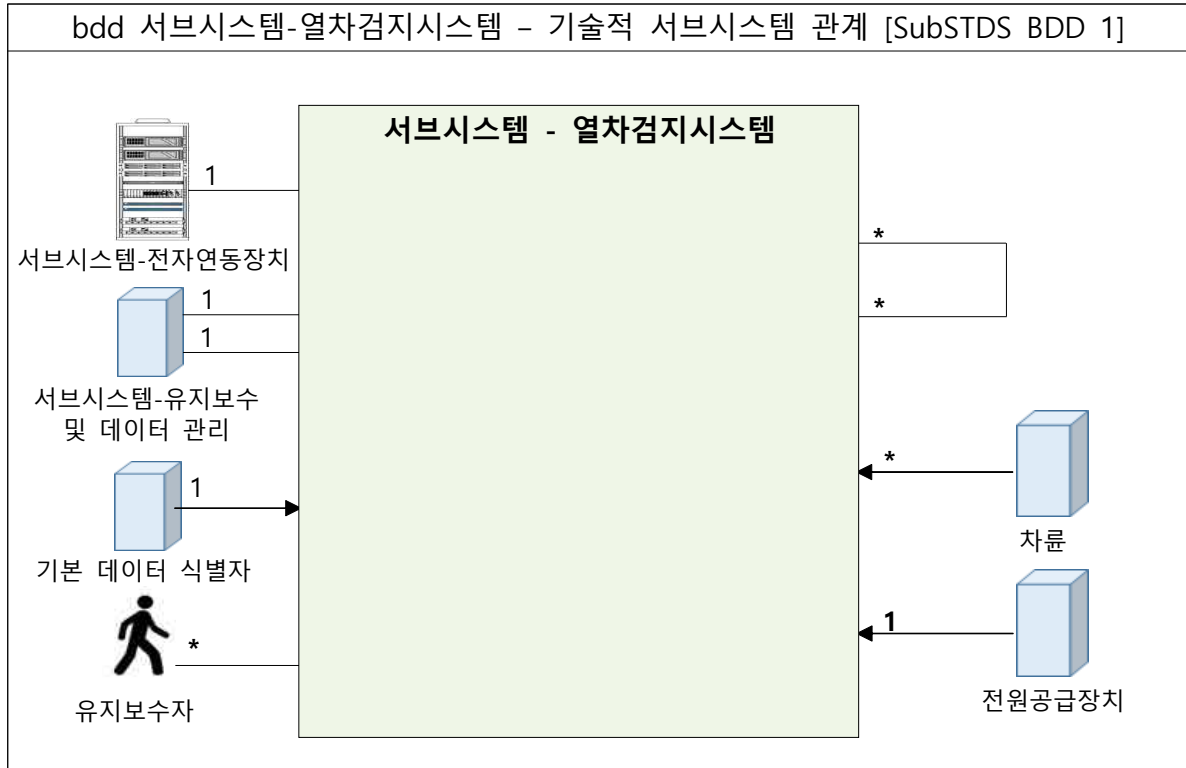 bdd 서브시스템-열차검지시스템 – 기술적 서브시스템 관계 [SubSTDS BDD 1]
서브시스템 - 열차검지시스템
1
서브시스템-전자연동장치
1
1
서브시스템-유지보수
및 데이터 관리
1
기본 데이터 식별자
*
유지보수자
*
*
*
차륜
1
전원공급장치